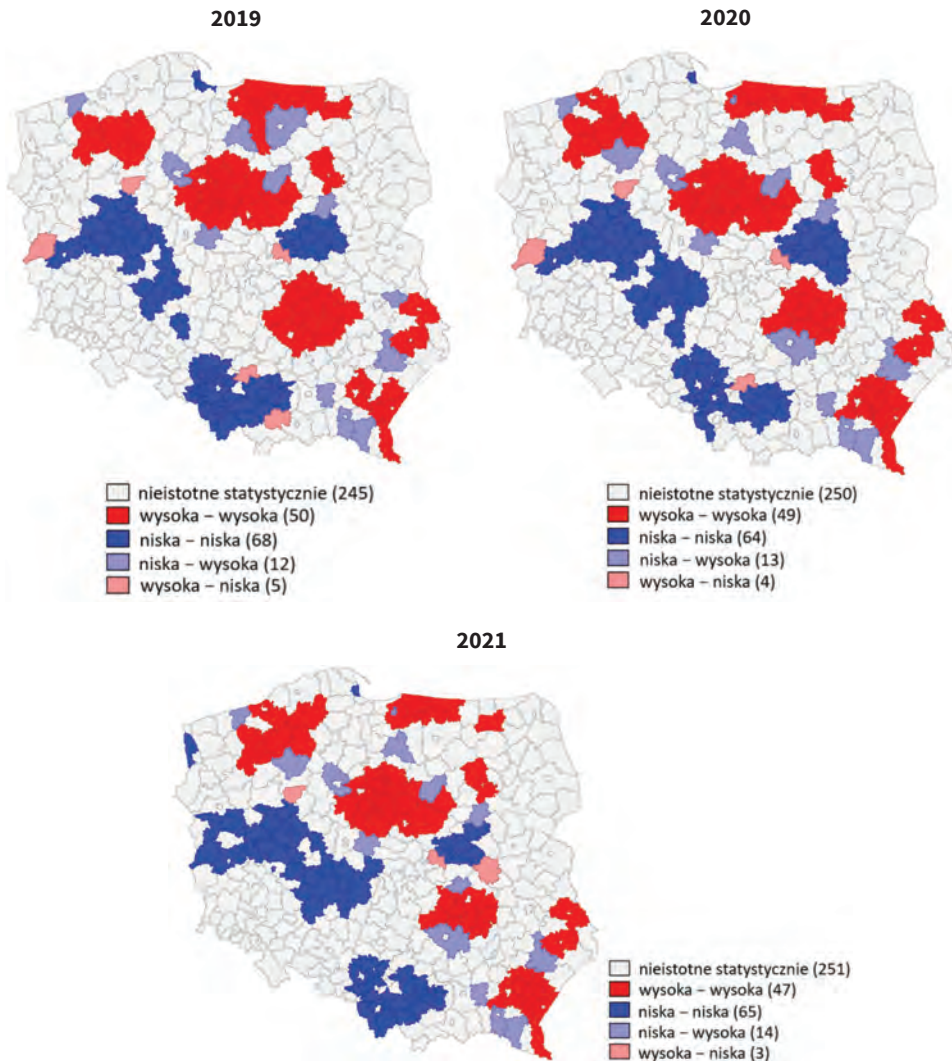 2019
2020
nieistotne statystycznie (245)
wysoka – wysoka (50)
niska – niska (68)
niska – wysoka (12)
wysoka – niska (5)
nieistotne statystycznie (250)
wysoka – wysoka (49)
niska – niska (64)
niska – wysoka (13)
wysoka – niska (4)
2021
nieistotne statystycznie (251)
wysoka – wysoka (47)
niska – niska (65)
niska – wysoka (14)
wysoka – niska (3)